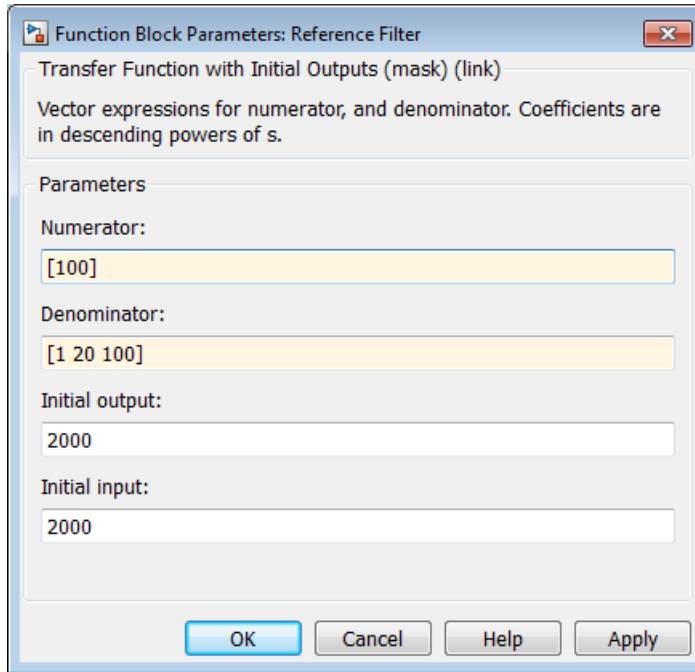 Function Block Parameters: Reference Filter
Transfer Function with Initial Outputs (mask) (link)
Vector expressions for numerator, and denominator. Coefficients are
in descending powers of s.
Parameters
Numerator:
[100]
Denominator:
[1 20 100]
Initial output:
2000
Initial input:
2000
OK Cancel Help Apply